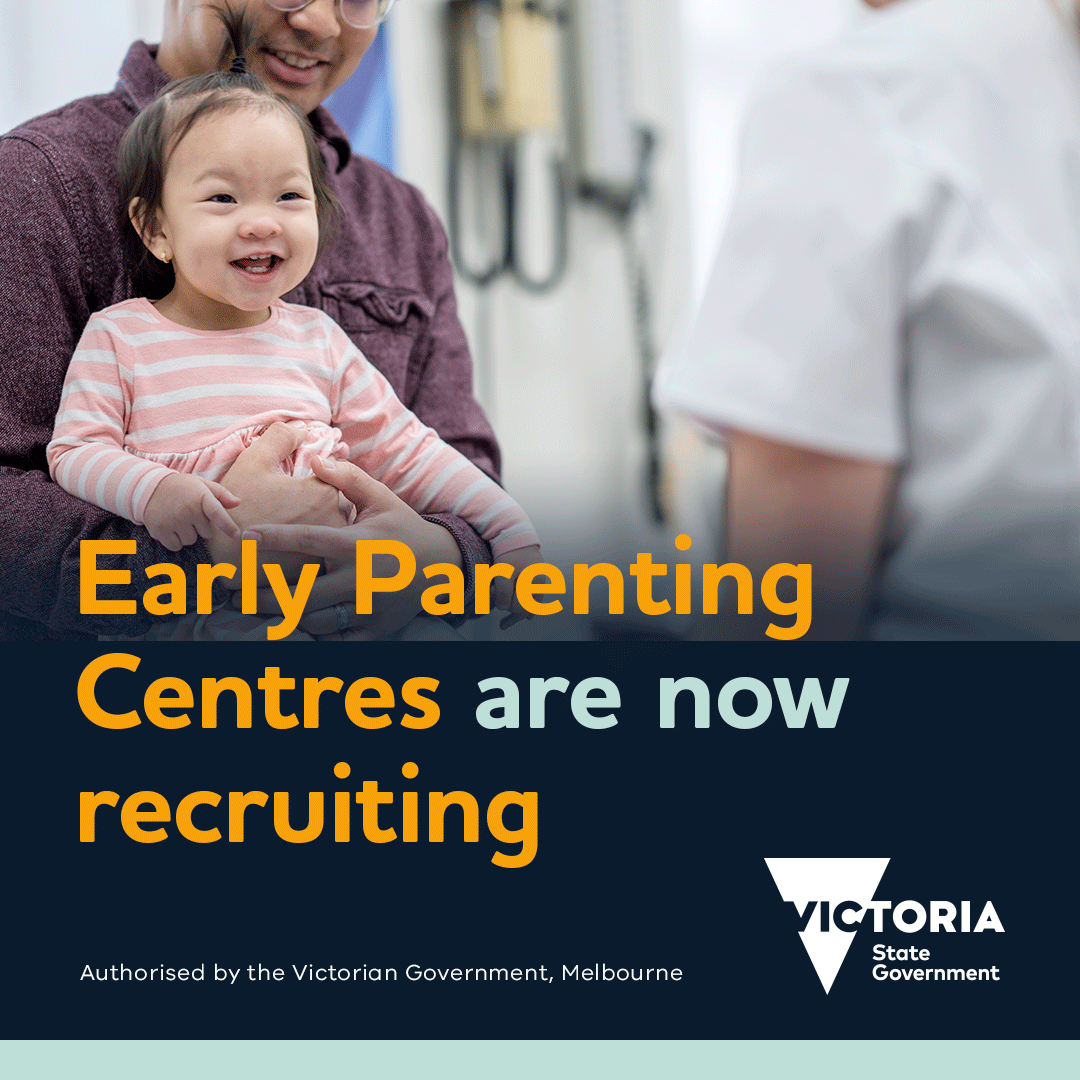 Early Parenting
Centres are now
recruiting
Authorised by the Victorian Government, Melbourne
VICTORIA
State
Government